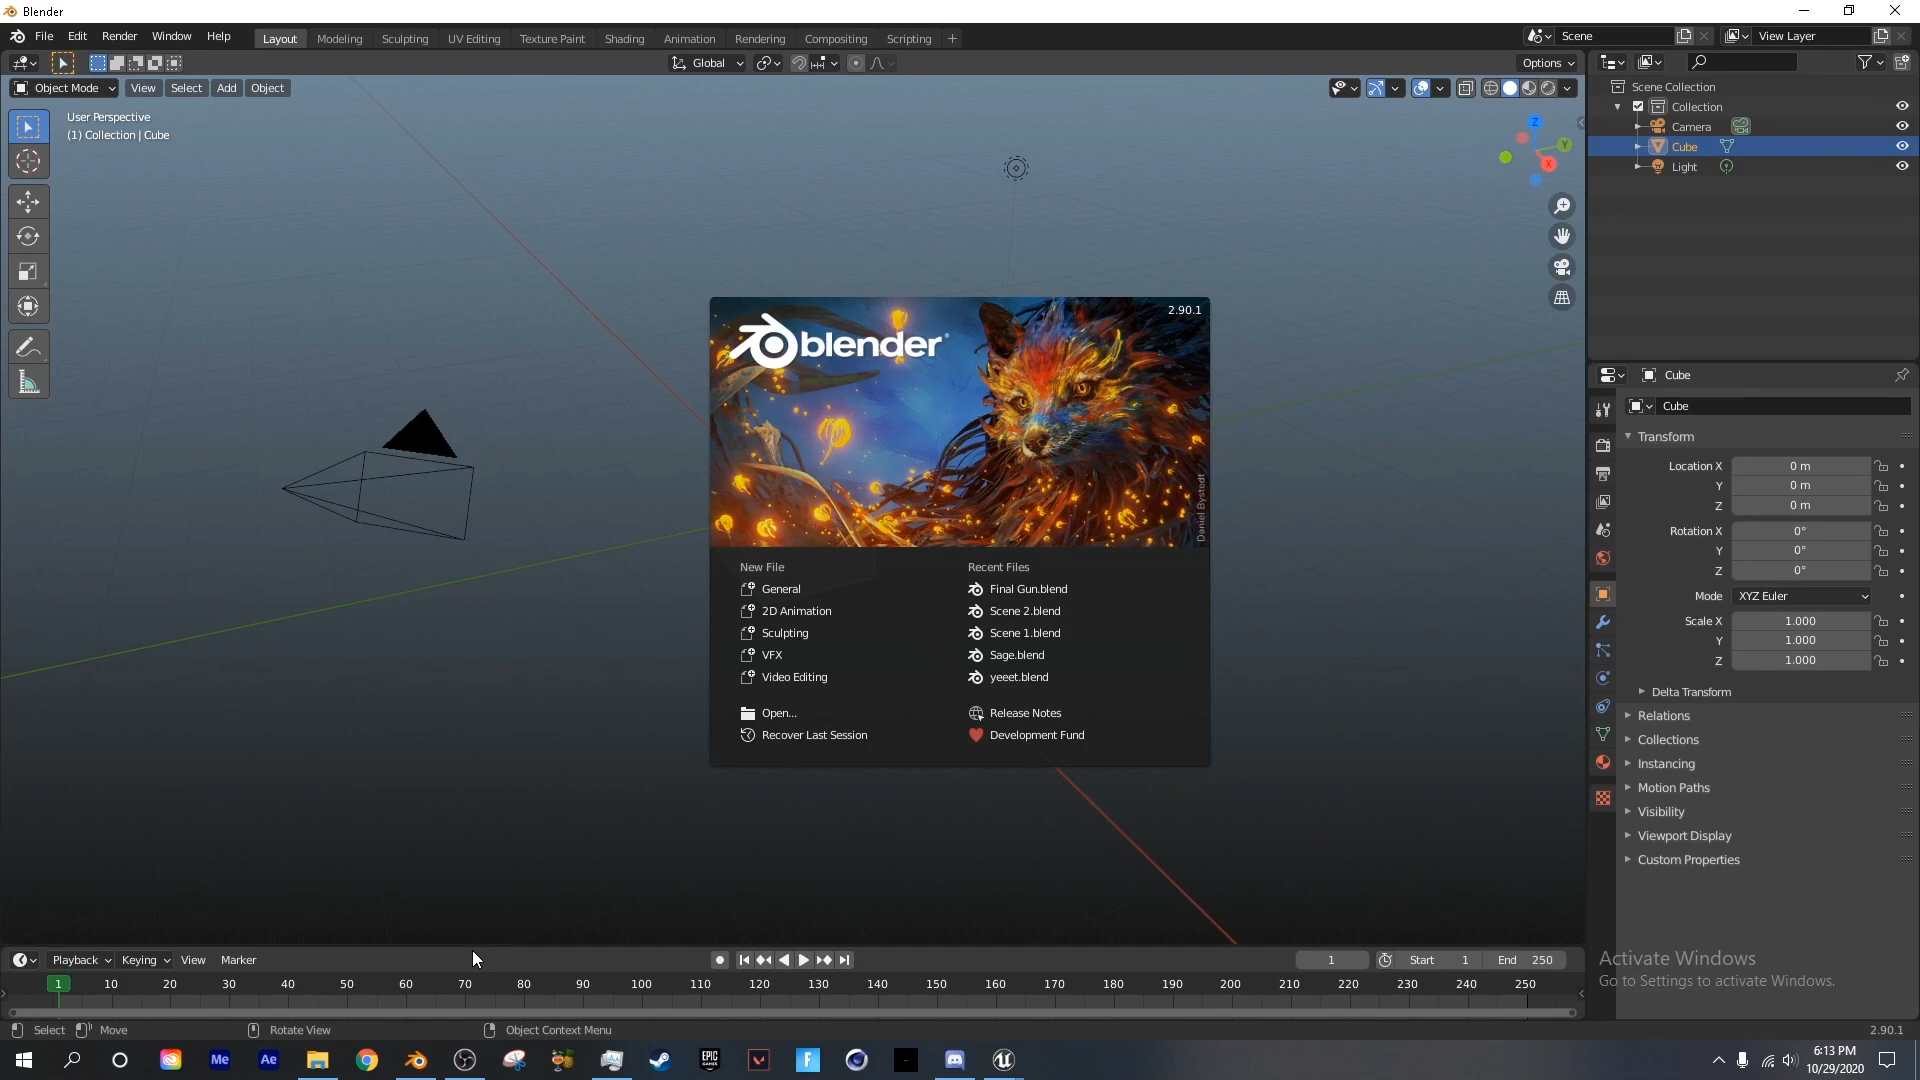 Blender
File Edit Render Window Help Layout Modeling Sculpting UV Editing Texture Paint Shading Animation Rendering Compositing Scripting + Scene View Layer
Global Options
Object Mode View Select Add Object
User Perspective
(1) Collection | Cube
Z
Y
X
Scene Collection
Collection
Camera
Cube
Light
2.90.1
blender
Daniel Bystedt
New File
General
2D Animation
Sculpting
VFX
Video Editing
Open...
Recover Last Session
Recent Files
Final Gun.blend
Scene 2.blend
Scene 1.blend
Sage.blend
yeeet.blend
Release Notes
Development Fund
Cube
Cube
Transform
Location X 0 m
Y 0 m
Z 0 m
Rotation X 0°
Y 0°
Z 0°
Mode XYZ Euler
Scale X 1.000
Y 1.000
Z 1.000
Delta Transform
Relations
Collections
Instancing
Motion Paths
Visibility
Viewport Display
Custom Properties
Activate Windows
Go to Settings to activate Windows.
Playback Keying View Marker 1 Start 1 End 250
1 10 20 30 40 50 60 70 80 90 100 110 120 130 140 150 160 170 180 190 200 210 220 230 240 250
Select Move Rotate View Object Context Menu 2.90.1
Me Ae EPIC GAMES F
6:13 PM
10/29/2020